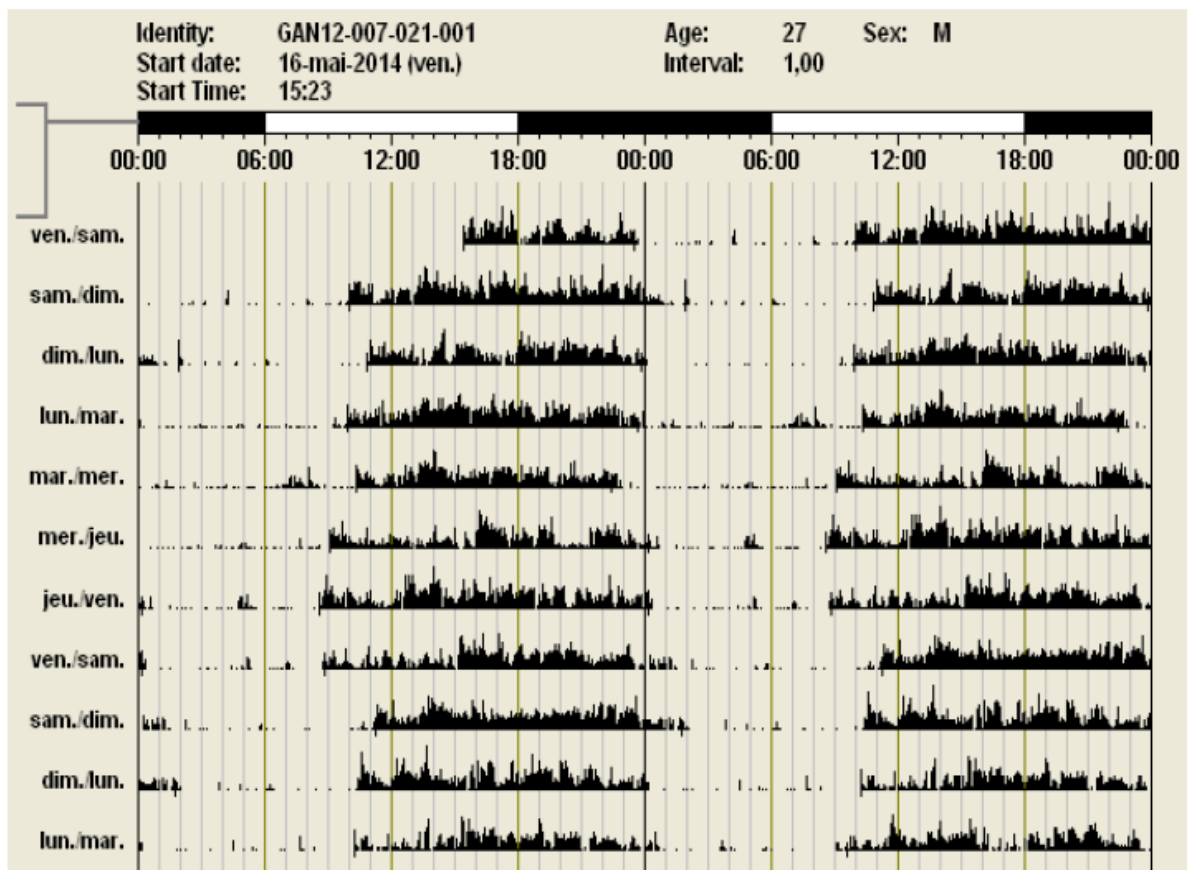 Identity: GAN12-007-021-001 Age: 27 Sex: M
Start date: 16-mai-2014 (ven.) Interval: 1,00
Start Time: 15:23
00:00 06:00 12:00 18:00 00:00 06:00 12:00 18:00 00:00
ven./sam.
sam./dim.
dim./lun.
lun./mar.
mar./mer.
mer./jeu.
jeu./ven.
ven./sam.
sam./dim.
dim./lun.
lun./mar.